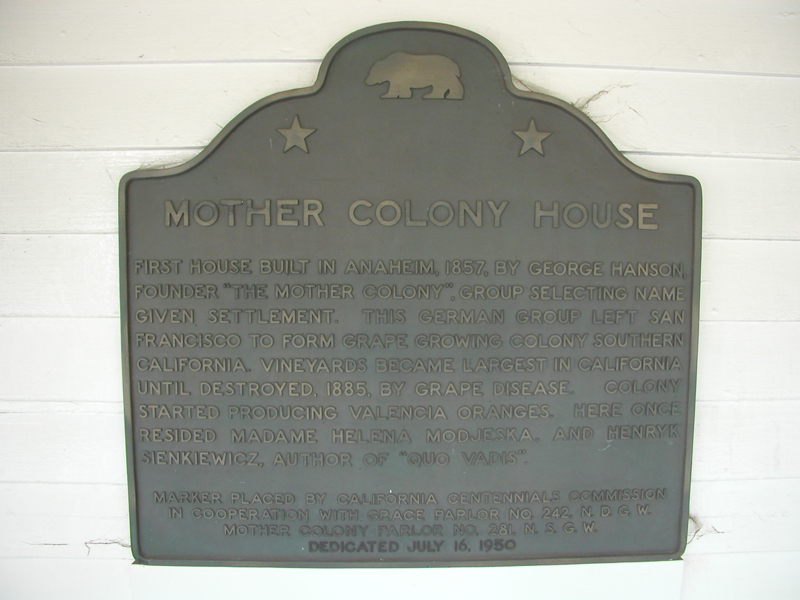 MOTHER COLONY HOUSE
FIRST HOUSE BUILT IN ANAHEIM, 1857, BY GEORGE HANSON,
FOUNDER "THE MOTHER COLONY", GROUP SELECTING NAME
GIVEN SETTLEMENT. THIS GERMAN GROUP LEFT SAN
FRANCISCO TO FORM GRAPE GROWING COLONY SOUTHERN
CALIFORNIA. VINEYARDS BECAME LARGEST IN CALIFORNIA
UNTIL DESTROYED, 1885, BY GRAPE DISEASE. COLONY
STARTED PRODUCING VALENCIA ORANGES. HERE ONCE
RESIDED MADAME HELENA MODJESKA, AND HENRYK
SIENKIEWICZ, AUTHOR OF "QUO VADIS".
MARKER PLACED BY CALIFORNIA CENTENNIALS COMMISSION
IN COOPERATION WITH GRACE PARLOR NO. 242, N. D. G. W.
MOTHER COLONY PARLOR NO. 281, N. S. G. W.
DEDICATED JULY 16, 1950